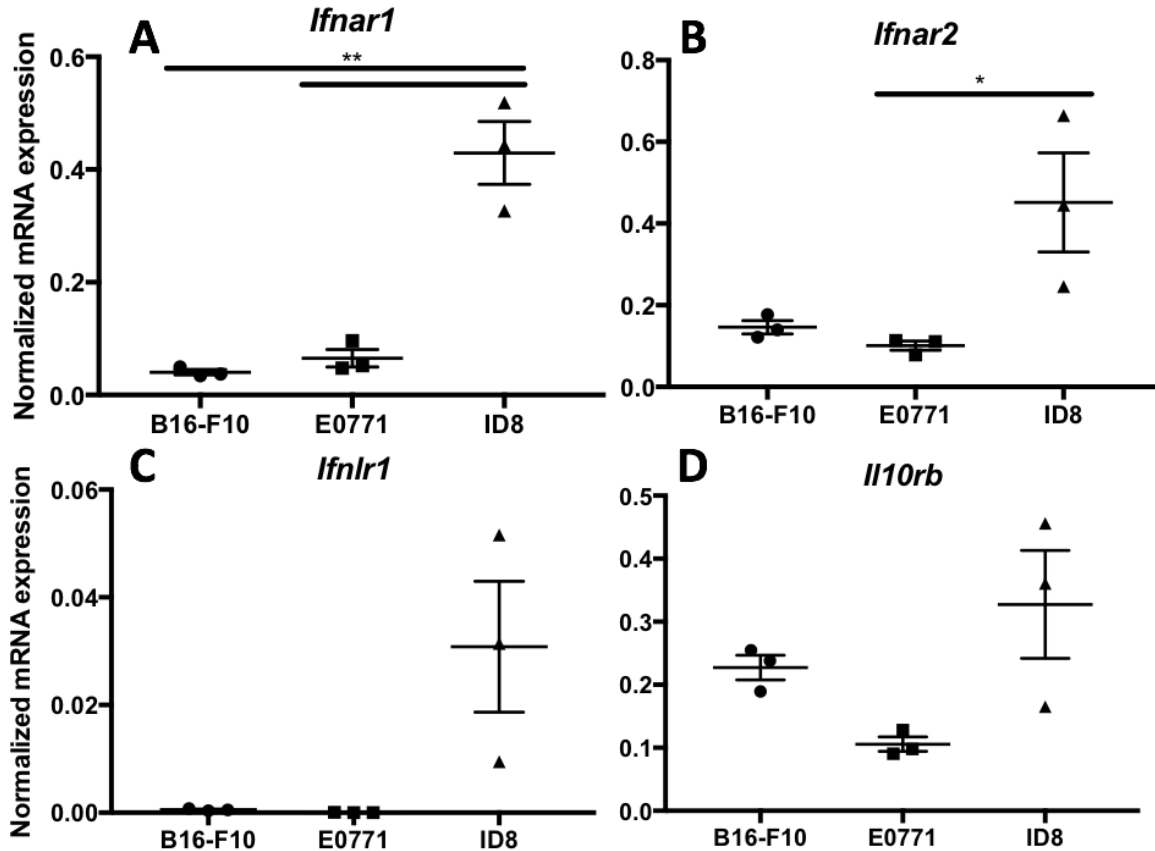 A
Ifnar1
Normalized mRNA expression
0.6
0.4
0.2
0.0
**
B16-F10
E0771
ID8
B
Ifnar2
0.8
0.6
0.4
0.2
0.0
*
B16-F10
E0771
ID8
C
Ifnlr1
Normalized mRNA expression
0.06
0.04
0.02
0.00
B16-F10
E0771
ID8
D
Il10rb
0.5
0.4
0.3
0.2
0.1
0.0
B16-F10
E0771
ID8